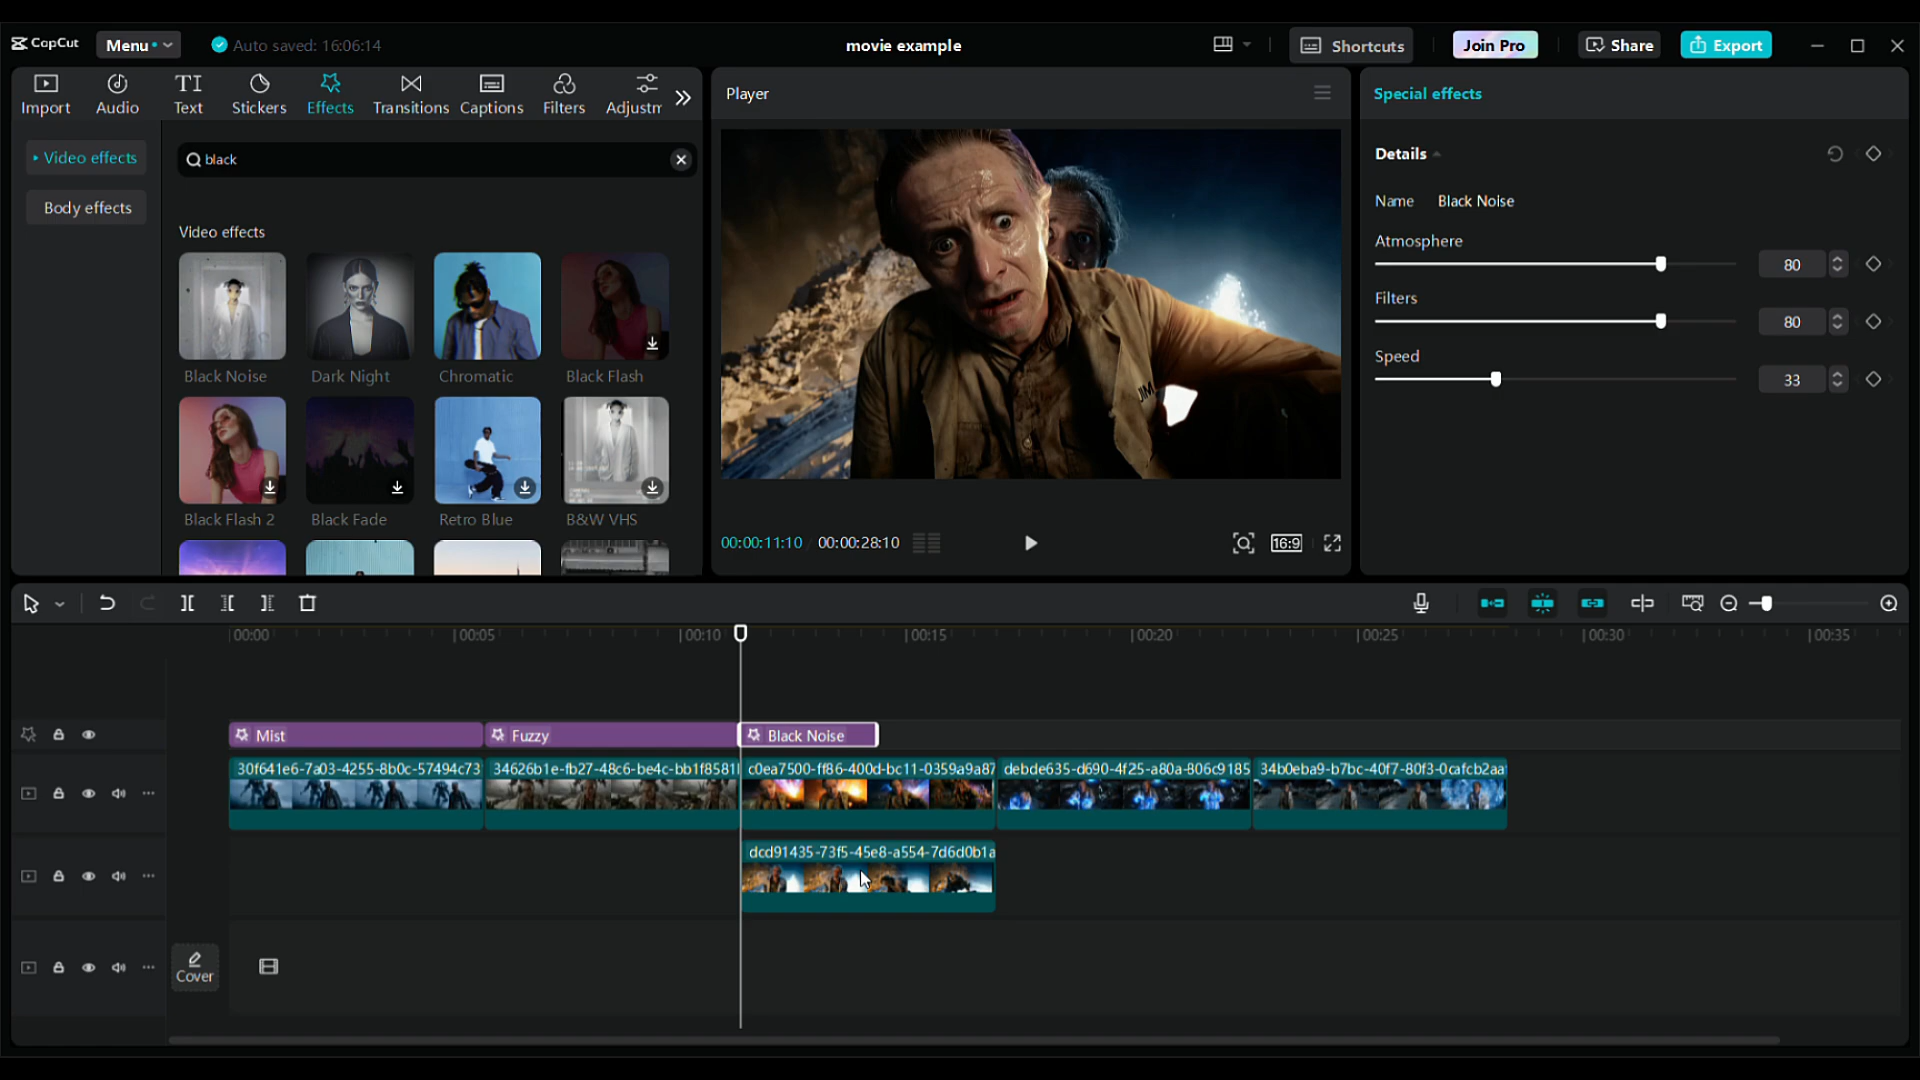 CapCut
Menu
Auto saved: 16:06:14
movie example
Shortcuts
Join Pro
Share
Export
Import
Audio
Text
Stickers
Effects
Transitions
Captions
Filters
Adjustm
Player
Special effects
Video effects
Body effects
black
Video effects
Black Noise
Dark Night
Chromatic
Black Flash
Black Flash 2
Black Fade
Retro Blue
B&W VHS
JIM
00:00:11:10
00:00:28:10
16:9
Details
Name Black Noise
Atmosphere
80
Filters
80
Speed
33
00:00
00:05
00:10
00:15
00:20
00:25
00:30
00:35
Mist
Fuzzy
Black Noise
30f641e6-7a03-4255-8b0c-57494c73
34626b1e-fb27-48c6-be4c-bb1f8581
c0ea7500-ff86-400d-bc11-0359a9a87
debde635-d690-4f25-a80a-806c9185
34b0eba9-b7bc-40f7-80f3-0cafcb2aa
dcd91435-73f5-45e8-a554-7d6d0b1a
Cover